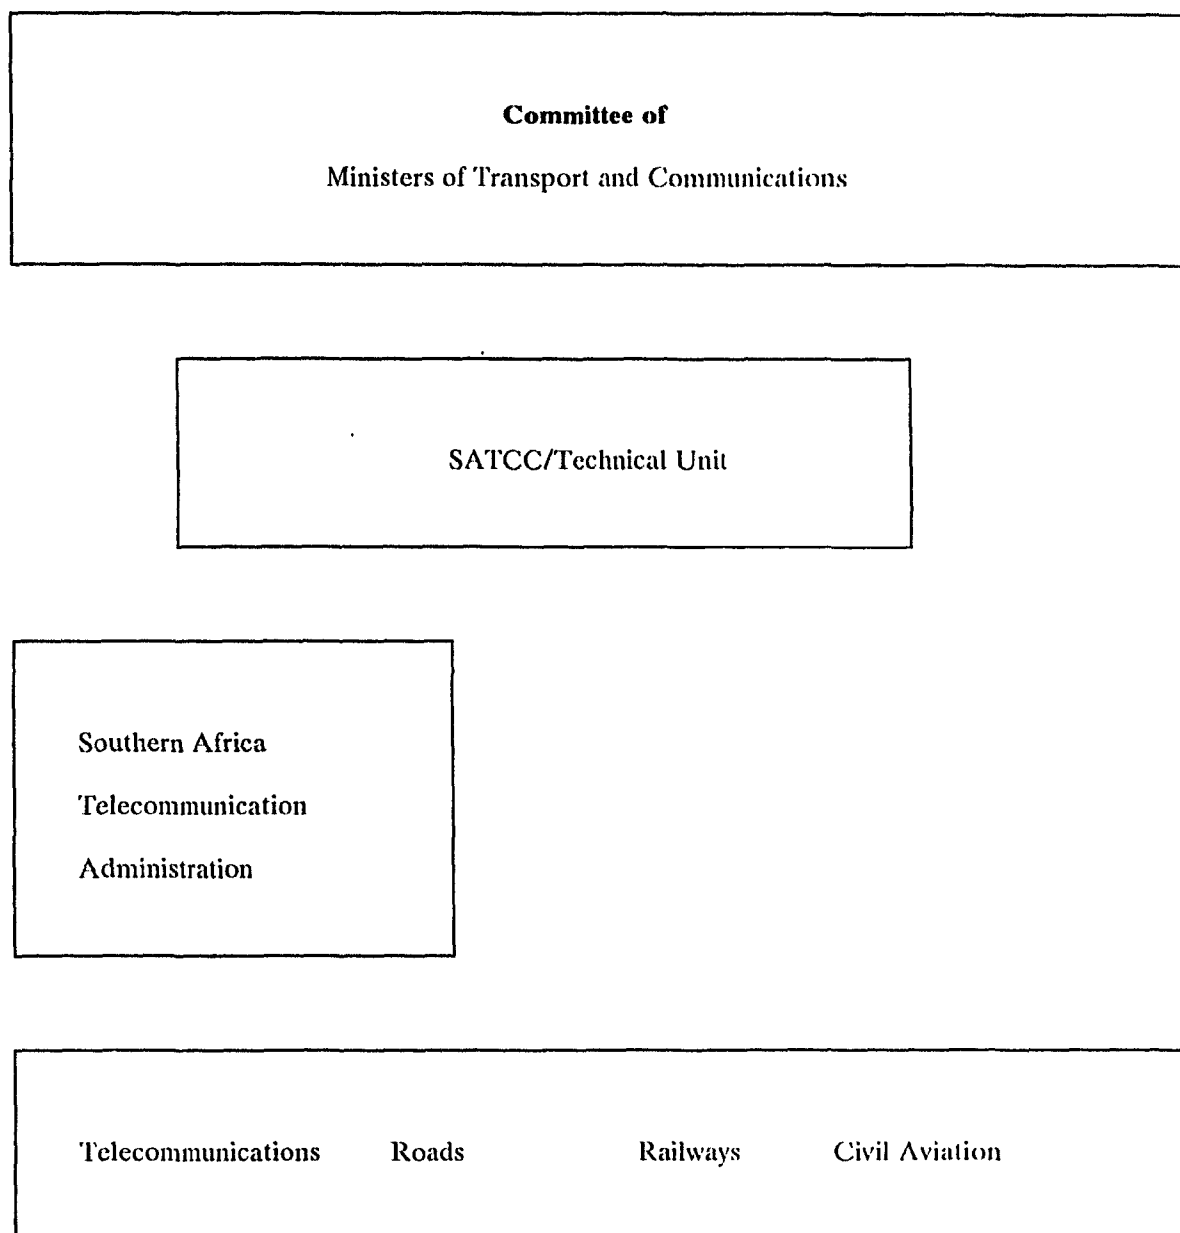 Committee of
Ministers of Transport and Communications
SATCC/Technical Unit
Southern Africa
Telecommunication
Administration
Telecommunications Roads Railways Civil Aviation